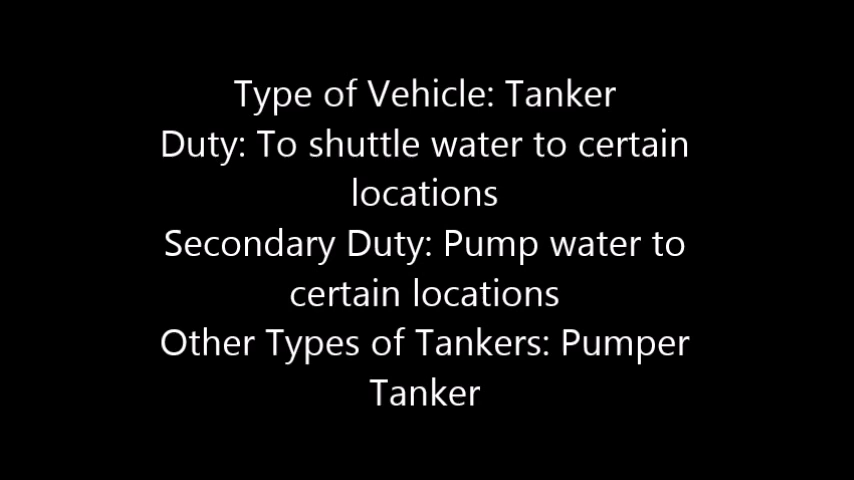 Type of Vehicle: Tanker
Duty: To shuttle water to certain
locations
Secondary Duty: Pump water to
certain locations
Other Types of Tankers: Pumper
Tanker